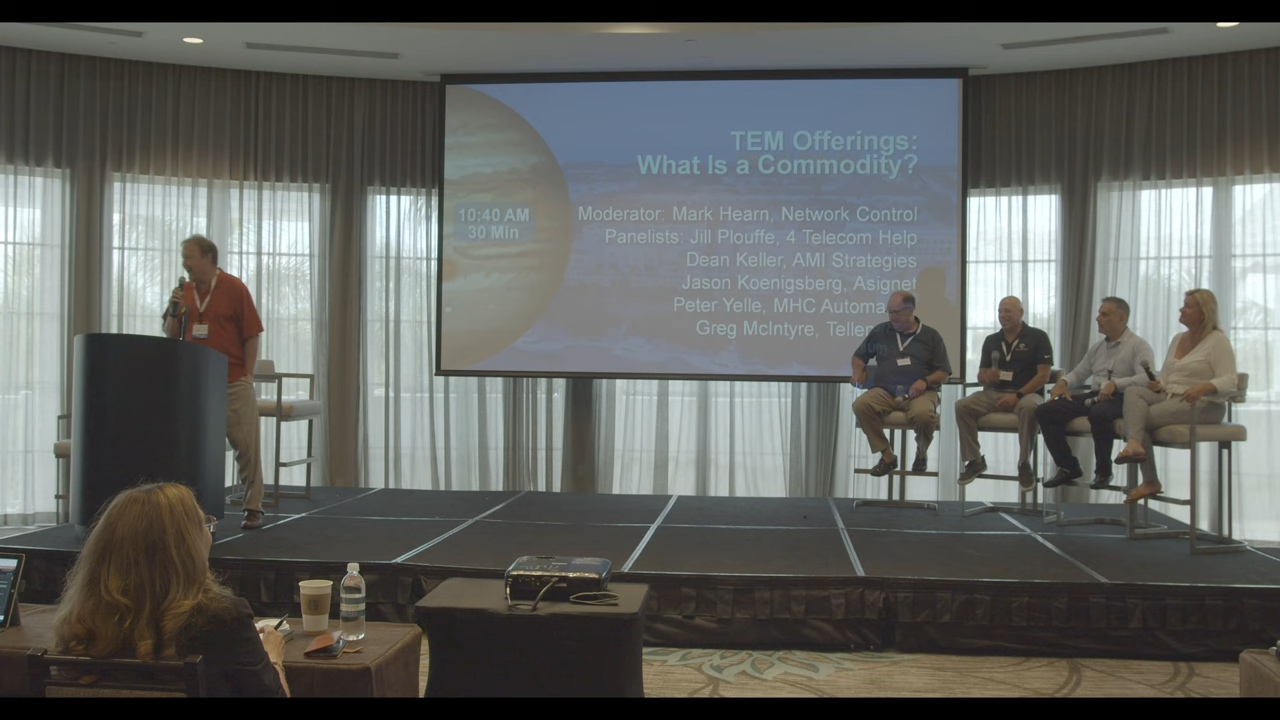 TEM Offerings:
What Is a Commodity?
10:40 AM
30 Min
Moderator: Mark Hearn, Network Control
Panelists: Jill Plouffe, 4 Telecom Help
Dean Keller, AMI Strategies
Jason Koenigsberg, Asignet
Peter Yelle, MHC
Greg McIntyre,